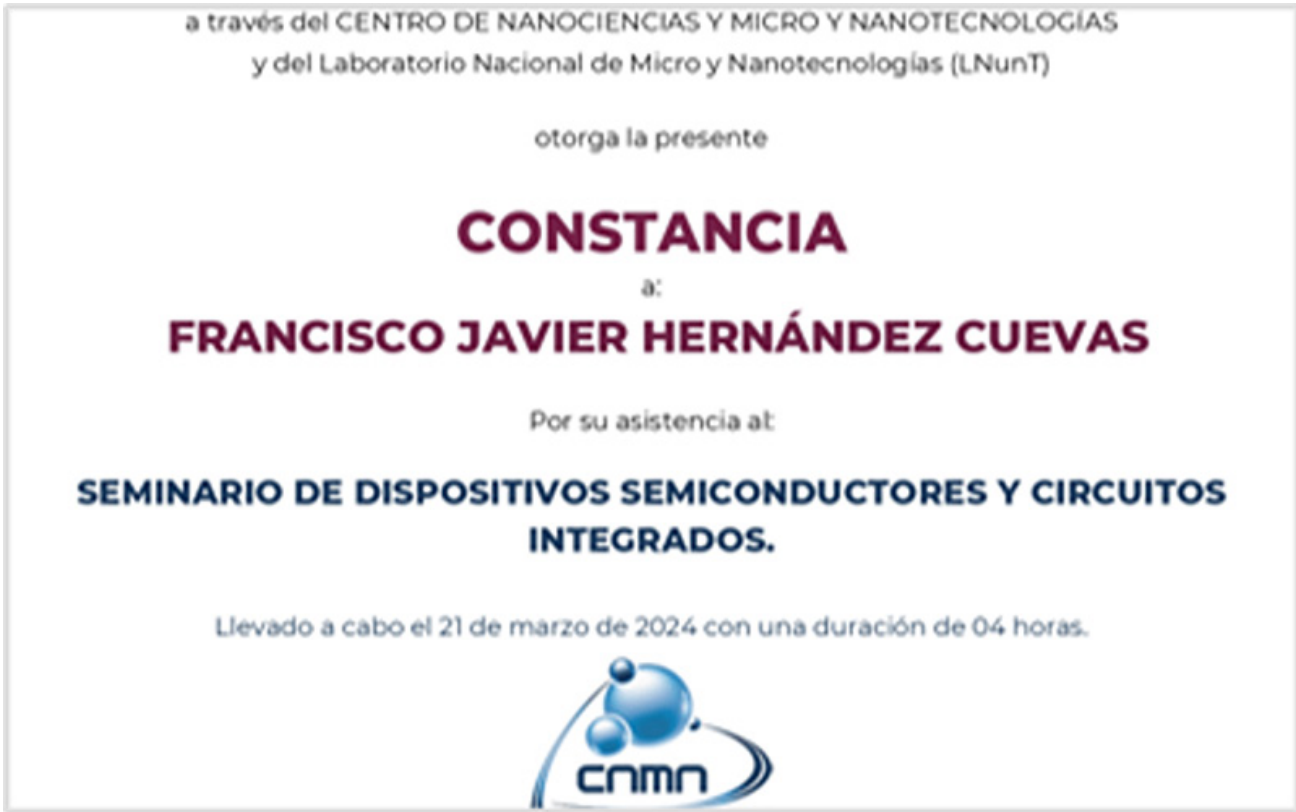 a través del CENTRO DE NANOCIENCIAS Y MICRO Y NANOTECNOLOGÍAS
y del Laboratorio Nacional de Micro y Nanotecnologías (LNunT)
otorga la presente
CONSTANCIA
a:
FRANCISCO JAVIER HERNÁNDEZ CUEVAS
Por su asistencia al:
SEMINARIO DE DISPOSITIVOS SEMICONDUCTORES Y CIRCUITOS
INTEGRADOS.
Llevado a cabo el 21 de marzo de 2024 con una duración de 04 horas.
cnmn